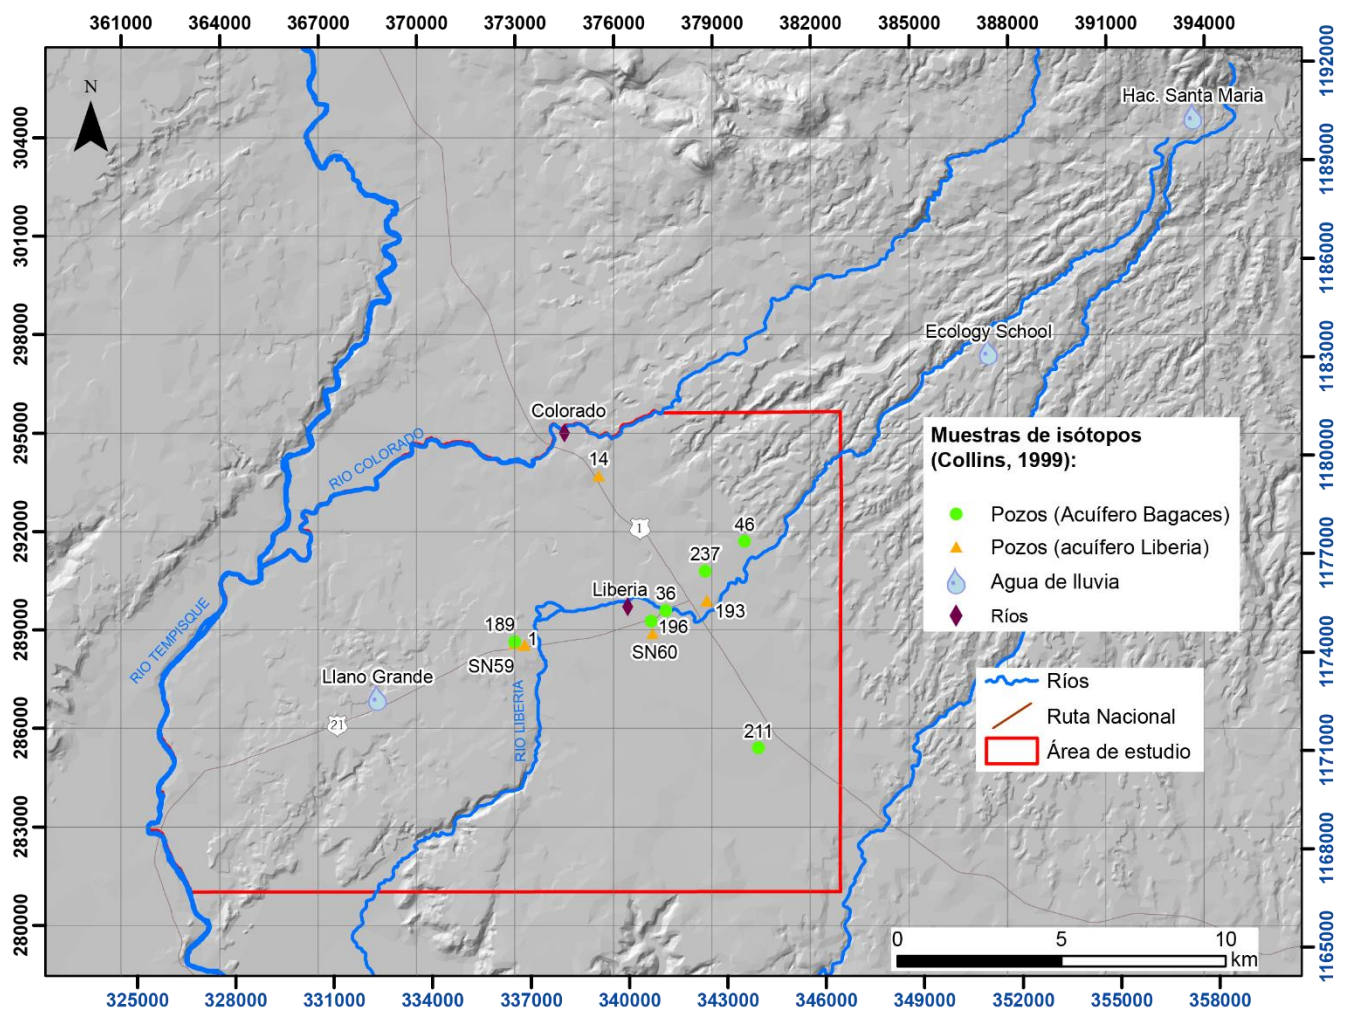 361000 364000 367000 370000 373000 376000 379000 382000 385000 388000 391000 394000
1192000
N
Hac. Santa Maria
304000
1189000
301000
1186000
298000
Ecology School
1183000
Colorado
295000
RIO COLORADO
1180000
14
Muestras de isótopos
(Collins, 1999):
Pozos (Acuífero Bagaces)
Pozos (acuífero Liberia)
Agua de lluvia
Ríos
292000
1
46
1177000
237
Liberia
36
193
RIO TEMPISQUE
289000
189
1
196
SN59
SN60
1174000
Llano Grande
RIO LIBERIA
Ríos
Ruta Nacional
Área de estudio
21
286000
211
1171000
283000
1168000
280000
0 5 10
km
1165000
325000 328000 331000 334000 337000 340000 343000 346000 349000 352000 355000 358000